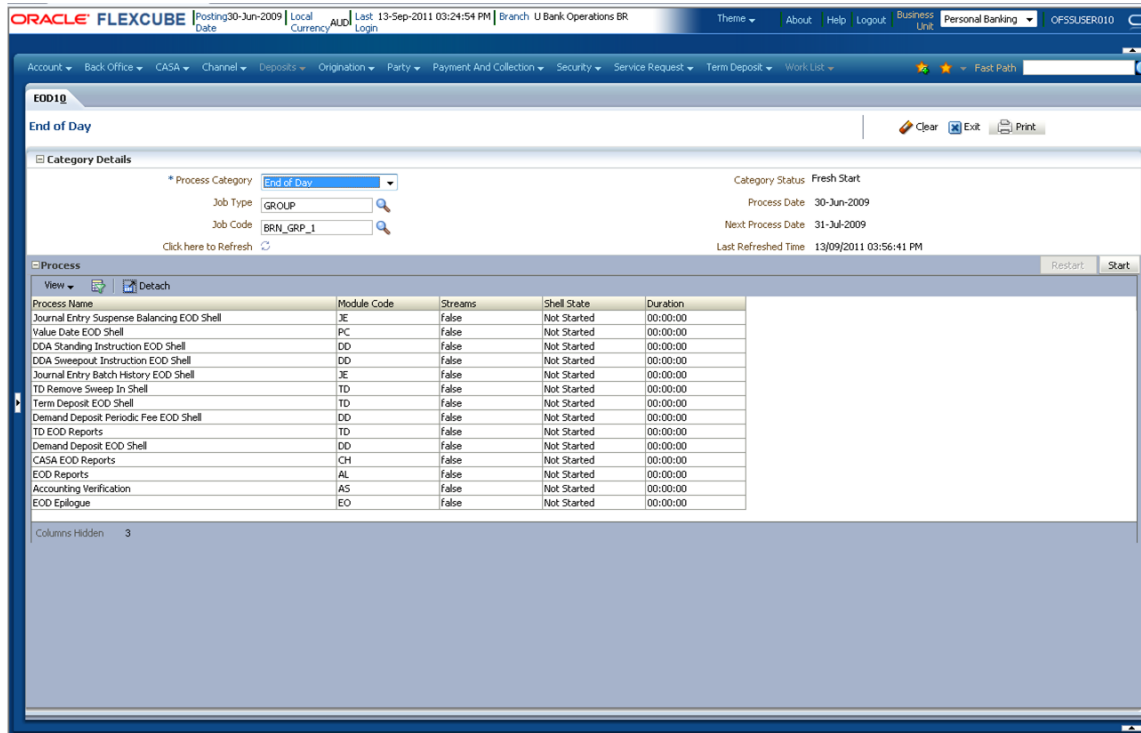 ORACLE FLEXCUBE Posting Date 30-Jun-2009 Local Currency AUD Last Login 13-Sep-2011 03:24:54 PM Branch U Bank Operations BR Theme About Help Logout Business Unit Personal Banking OFSSUSER010
Account Back Office CASA Channel Deposits Origination Party Payment And Collection Security Service Request Term Deposit Work List Fast Path
EOD10
End of Day Clear Exit Print
Category Details
* Process Category End of Day Category Status Fresh Start
Job Type GROUP Process Date 30-Jun-2009
Job Code BRN_GRP_1 Next Process Date 31-Jul-2009
Click here to Refresh Last Refreshed Time 13/09/2011 03:56:41 PM
Process Restart Start
View Detach
Process Name Module Code Streams Shell State Duration
Journal Entry Suspense Balancing EOD Shell JE false Not Started 00:00:00
Value Date EOD Shell PC false Not Started 00:00:00
DDA Standing Instruction EOD Shell DD false Not Started 00:00:00
DDA Sweepout Instruction EOD Shell DD false Not Started 00:00:00
Journal Entry Batch History EOD Shell JE false Not Started 00:00:00
TD Remove Sweep In Shell TD false Not Started 00:00:00
Term Deposit EOD Shell TD false Not Started 00:00:00
Demand Deposit Periodic Fee EOD Shell DD false Not Started 00:00:00
TD EOD Reports TD false Not Started 00:00:00
Demand Deposit EOD Shell DD false Not Started 00:00:00
CASA EOD Reports CH false Not Started 00:00:00
EOD Reports AL false Not Started 00:00:00
Accounting Verification AS false Not Started 00:00:00
EOD Epilogue EO false Not Started 00:00:00
Columns Hidden 3